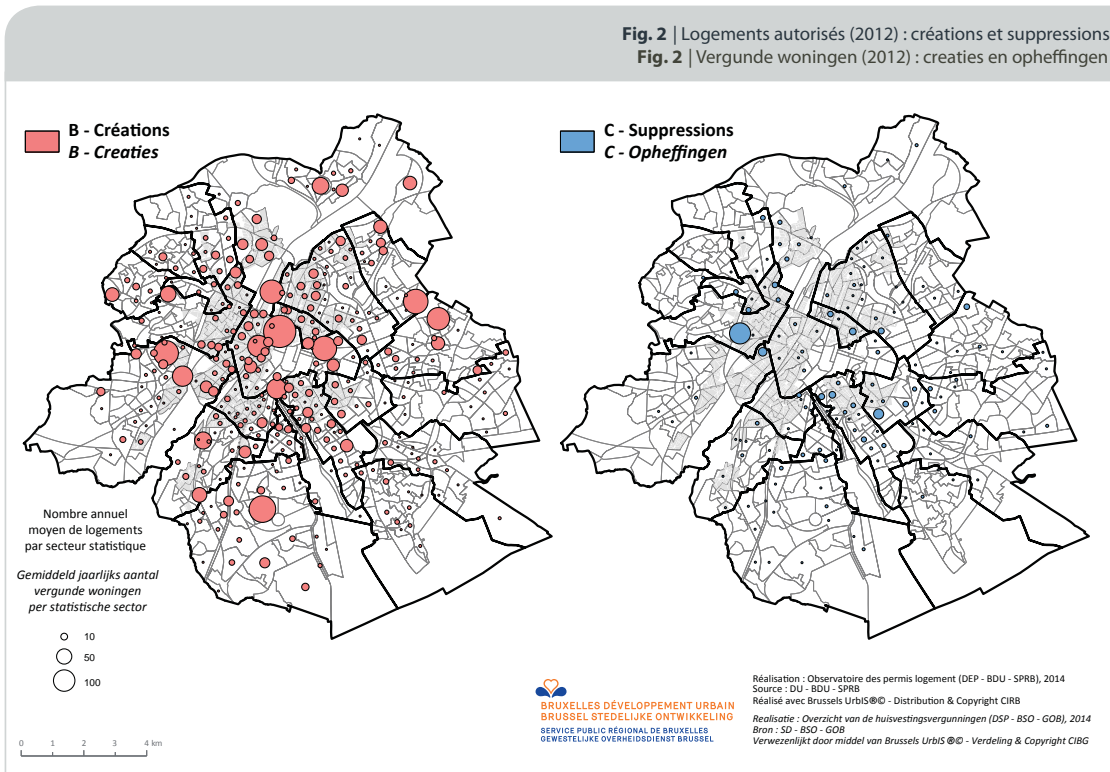 Fig. 2 | Logements autorisés (2012) : créations et suppressions
Fig. 2 | Vergunde woningen (2012) : creaties en opheffingen
B - Créations
B - Creaties
C - Suppressions
C - Opheffingen
Nombre annuel
moyen de logements
par secteur statistique
Gemiddeld jaarlijks aantal
vergunde woningen
per statistische sector
10
50
100
0 1 2 4 km
BRUXELLES DÉVELOPPEMENT URBAIN
BRUSSEL STEDELIJKE ONTWIKKELING
SERVICE PUBLIC RÉGIONAL DE BRUXELLES
GEWESTELIJKE OVERHEIDSDIENST BRUSSEL
Réalisation : Observatoire des permis logement (DEP - BDU - SPRB), 2014
Source : DU - BDU - SPRB
Réalisé avec Brussels UrbIS®© - Distribution & Copyright CIRB
Realisatie : Overzicht van de huisvestingsvergunningen (DSP - BSO - GOB), 2014
Bron : SD - BSO - GOB
Verwezenlijkt door middel van Brussels UrbIS ®© - Verdeling & Copyright CIBG